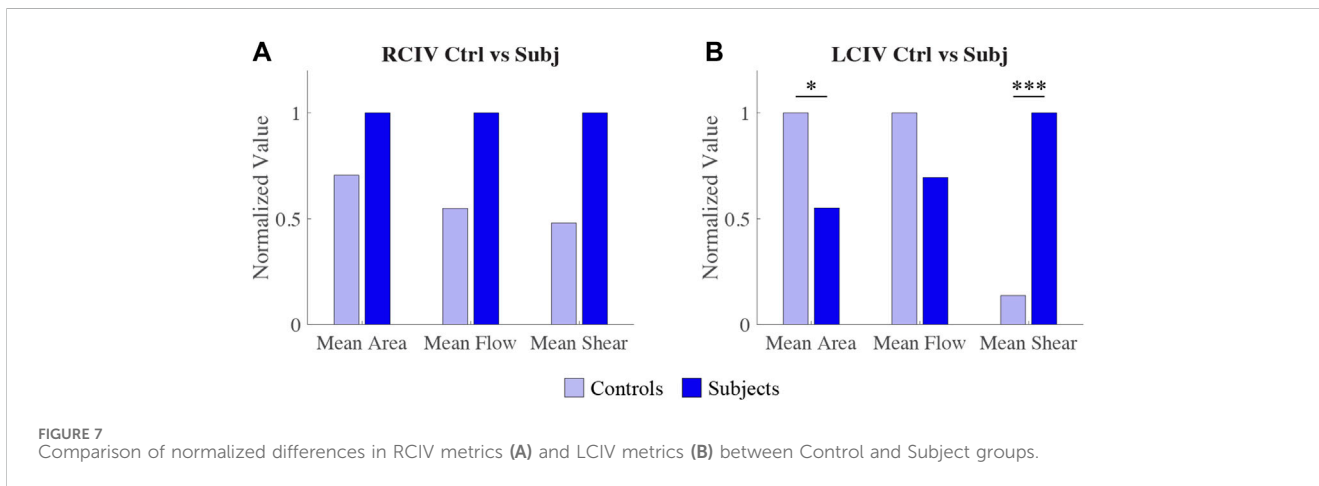 A
RCIV Ctrl vs Subj
Normalized Value
1
0.5
0
Mean Area
Mean Flow
Mean Shear
B
LCIV Ctrl vs Subj
*
***
Normalized Value
1
0.5
0
Mean Area
Mean Flow
Mean Shear
Controls
Subjects
FIGURE 7
Comparison of normalized differences in RCIV metrics (A) and LCIV metrics (B) between Control and Subject groups.